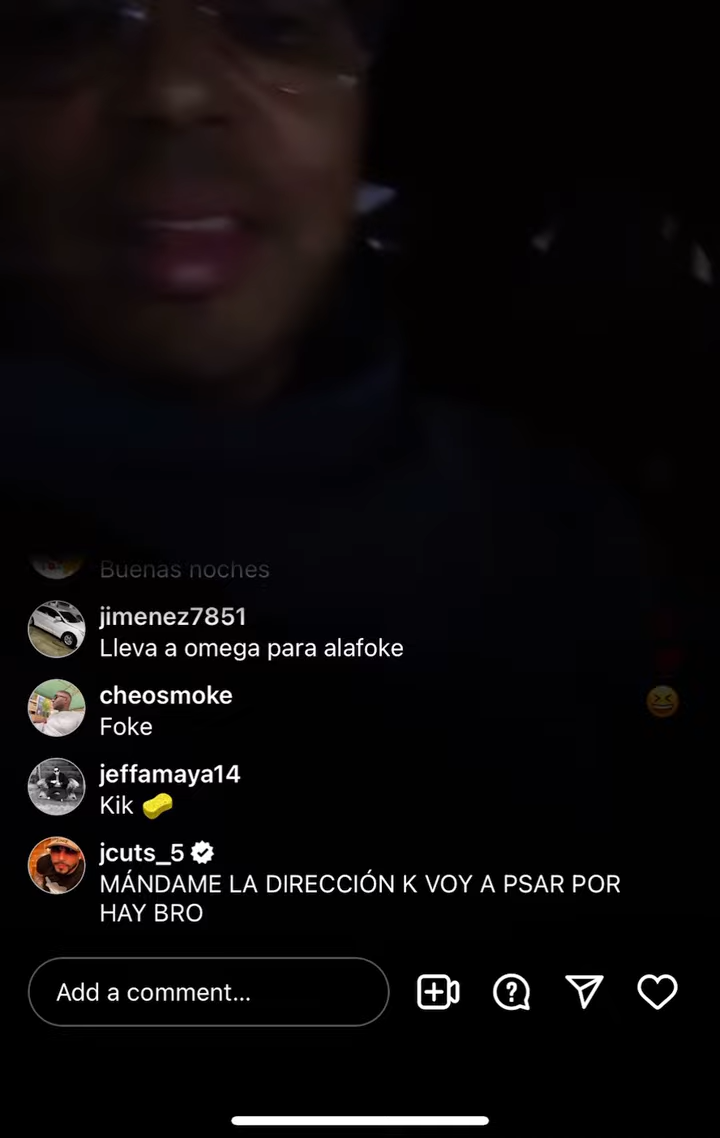 Buenas noches
jimenez7851
Lleva a omega para alafoke
cheosmoke
Foke
jeffamaya14
Kik
jcuts_5
MÁNDAME LA DIRECCIÓN K VOY A PSAR POR
HAY BRO
Add a comment...